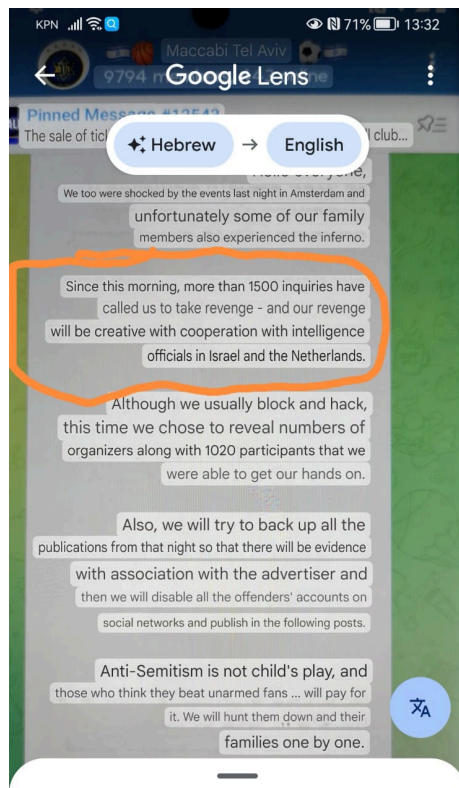 KPN 71% 13:32
Maccabi Tel Aviv
Google Lens
Pinned Message #12542
The sale of tic
l club...
Hebrew → English
Hello everyone,
We too were shocked by the events last night in Amsterdam and
unfortunately some of our family
members also experienced the inferno.
Since this morning, more than 1500 inquiries have
called us to take revenge - and our revenge
will be creative with cooperation with intelligence
officials in Israel and the Netherlands.
Although we usually block and hack,
this time we chose to reveal numbers of
organizers along with 1020 participants that we
were able to get our hands on.
Also, we will try to back up all the
publications from that night so that there will be evidence
with association with the advertiser and
then we will disable all the offenders' accounts on
social networks and publish in the following posts.
Anti-Semitism is not child's play, and
those who think they beat unarmed fans ... will pay for
it. We will hunt them down and their
families one by one.